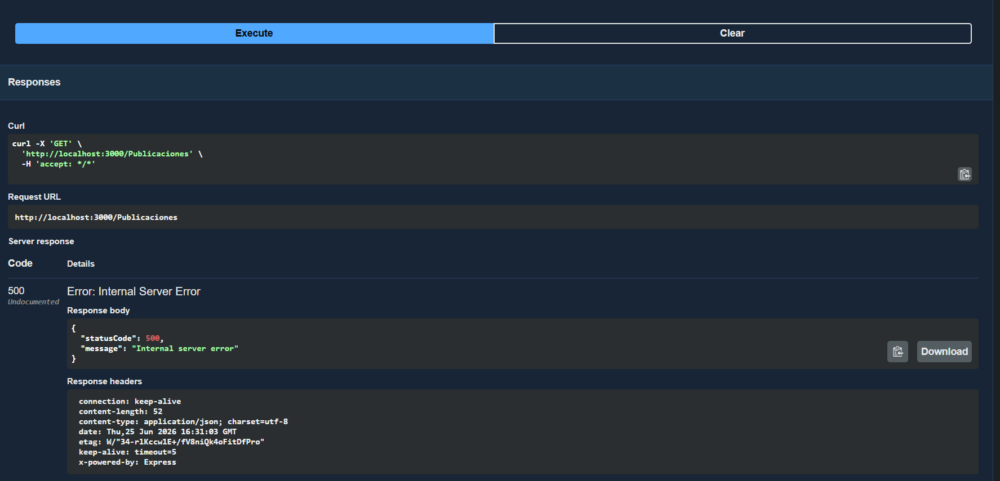 Execute
Clear
Responses
Curl
curl -X 'GET' \
  'http://localhost:3000/Publicaciones' \
  -H 'accept: */*'
Request URL
http://localhost:3000/Publicaciones
Server response
Code
Details
500
Undocumented
Error: Internal Server Error
Response body
{
  "statusCode": 500,
  "message": "Internal server error"
}
Download
Response headers
connection: keep-alive
content-length: 52
content-type: application/json; charset=utf-8
date: Thu,25 Jun 2026 16:31:03 GMT
etag: W/"34-rlKccwlE+/fV8niQk4oFitDfPro"
keep-alive: timeout=5
x-powered-by: Express